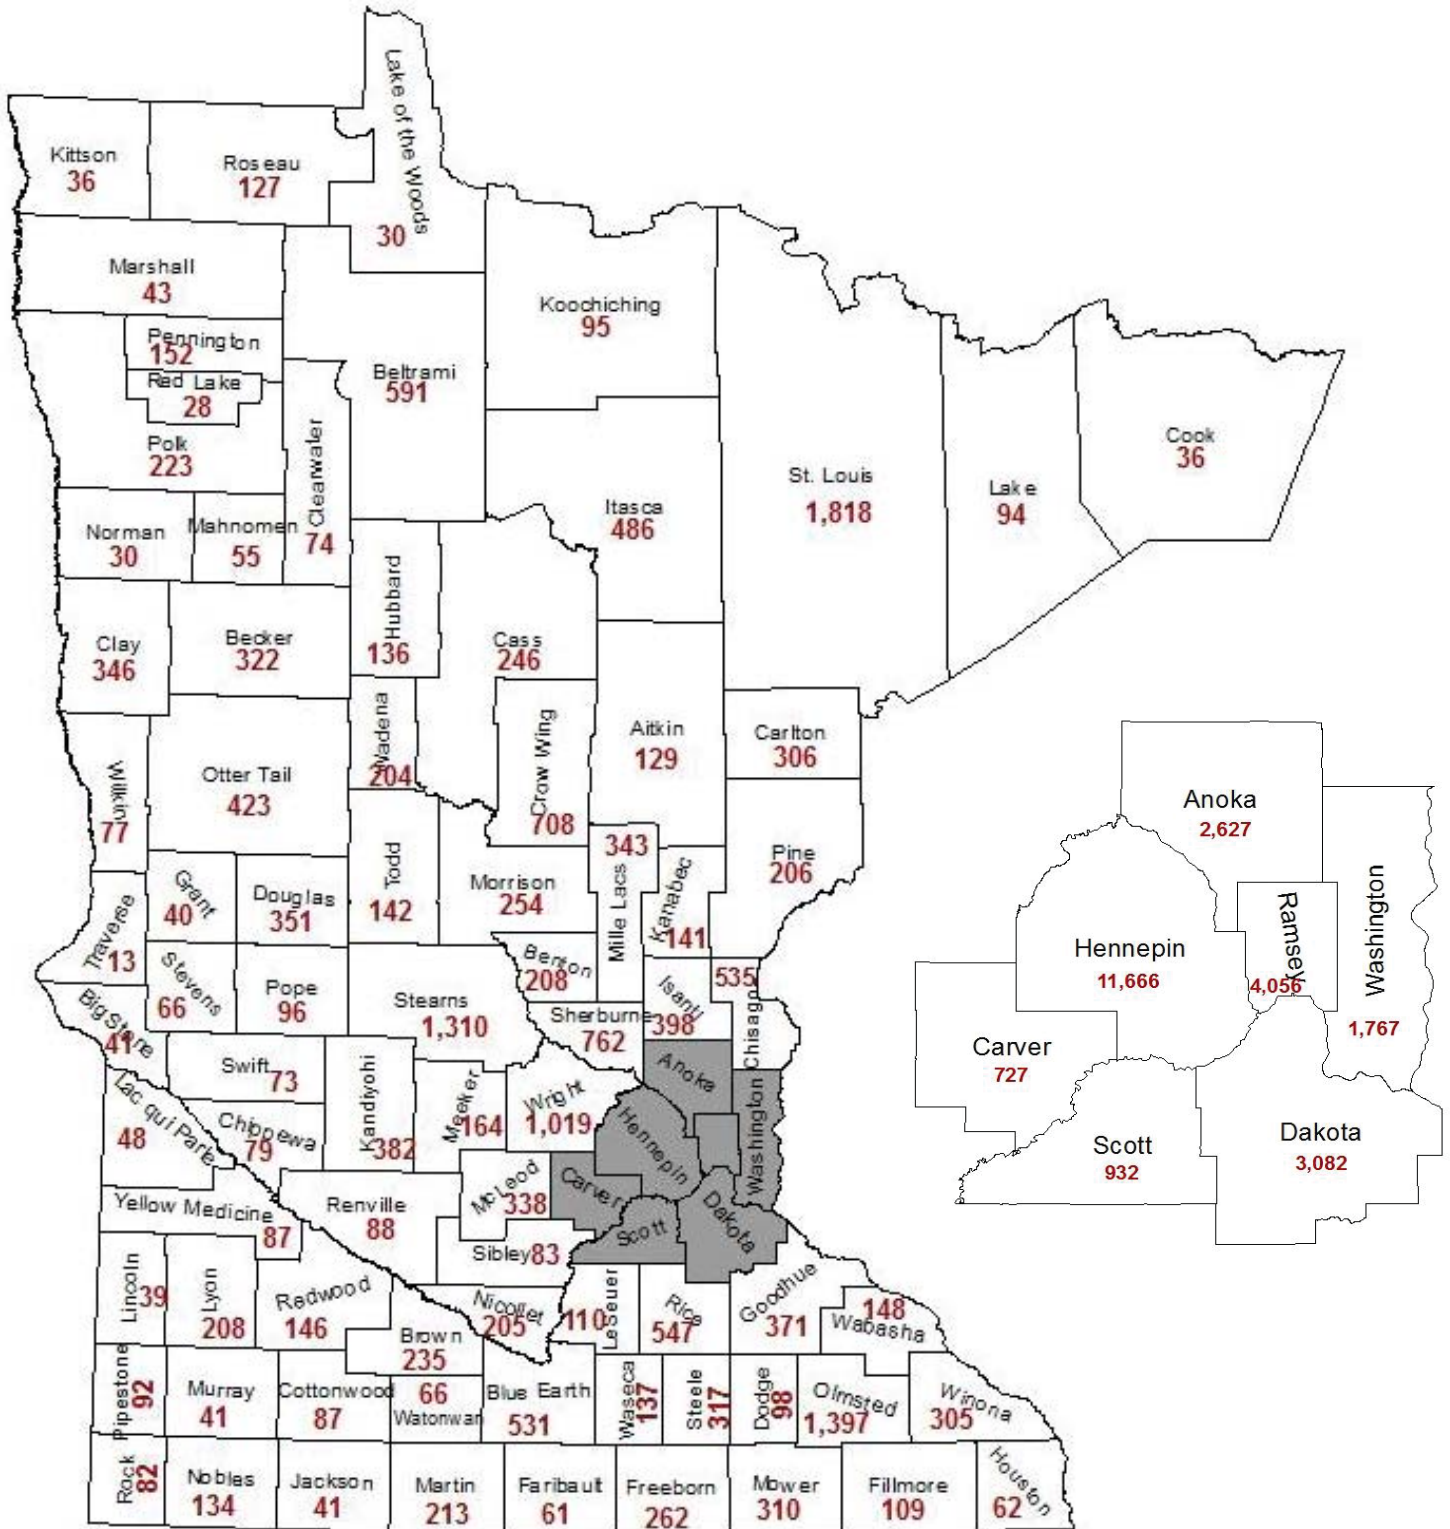 Lake of the Woods
30
Kittson
36
Roseau
127
Marshall
43
Koochiching
95
Pennington
152
Beltrami
591
Red Lake
28
Polk
223
Clearwater
74
Cook
36
St. Louis
1,818
Lake
94
Itasca
486
Norman
30
Mahnomen
55
Hubbard
136
Clay
346
Becker
322
Cass
246
Wadena
204
Crow Wing
708
Aitkin
129
Carlton
306
Wilkin
77
Otter Tail
423
Anoka
2,627
343
Mille Lacs
Pine
206
Grant
40
Douglas
351
Todd
142
Morrison
254
Kanabec
141
Traverse
13
Hennepin
11,666
Ramsey
4,056
Washington
1,767
Stevens
66
Pope
96
Stearns
1,310
Benton
208
Isanti
398
535
Chisago
Big Stone
41
Sherburne
762
Carver
727
Swift
73
Kandiyohi
382
Meeker
164
Wright
1,019
Anoka
Hennepin
Washington
Lac qui Parle
48
Chippewa
79
Scott
932
Dakota
3,082
McLeod
338
Carver
Scott
Dakota
Yellow Medicine
87
Renville
88
Sibley 83
Lincoln
39
Lyon
208
Redwood
146
Nicollet
205
110
LeSeuer
Rice
547
Goodhue
371
148
Wabasha
Brown
235
Pipestone
92
Murray
41
Cottonwood
87
66
Watonwan
Blue Earth
531
Waseca
137
Steele
317
Dodge
98
Olmsted
1,397
Winona
305
Rock
82
Nobles
134
Jackson
41
Martin
213
Faribault
61
Freeborn
262
Mower
310
Fillmore
109
Houston
62